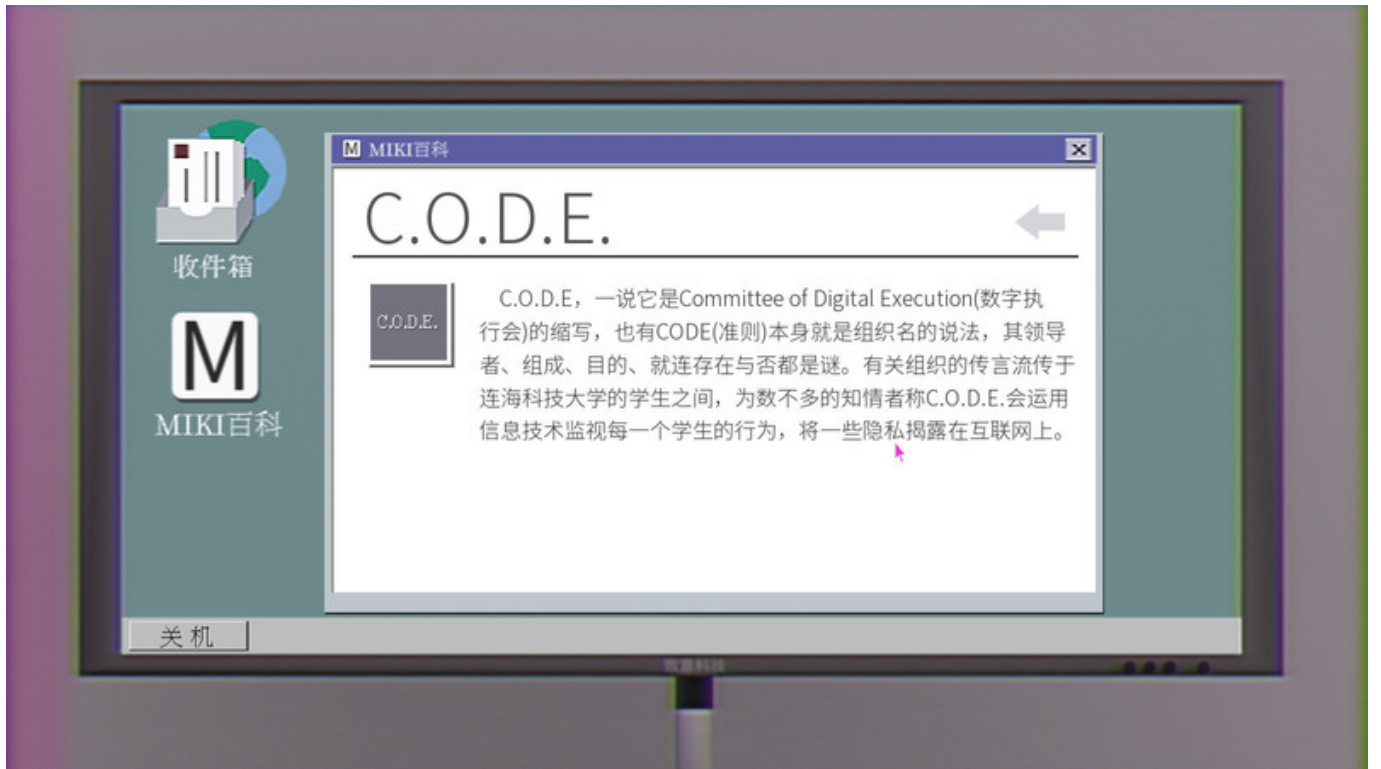 MIKI百科
C.O.D.E.
C.O.D.E.
C.O.D.E，一说它是Committee of Digital Execution(数字执
行会)的缩写，也有CODE(准则)本身就是组织名的说法，其领导
者、组成、目的、就连存在与否都是谜。有关组织的传言流传于
连海科技大学的学生之间，为数不多的知情者称C.O.D.E.会运用
信息技术监视每一个学生的行为，将一些隐私揭露在互联网上。
收件箱
M
MIKI百科
关机